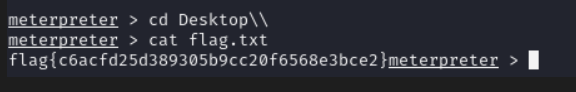 meterpreter > cd Desktop\\
meterpreter > cat flag.txt
flag{c6acfd25d389305b9cc20f6568e3bce2}meterpreter >